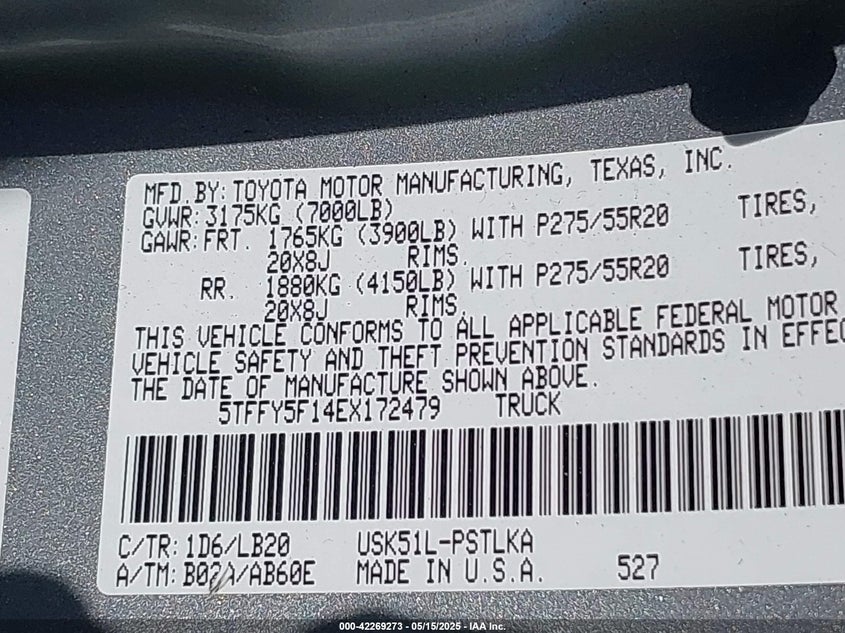 MFD.BY: TOYOTA MOTOR MANUFACTURING, TEXAS, INC.
GVWR: 3175KG (7000LB)
GAWR: FRT. 1765KG (3900LB) WITH P275/55R20 TIRES,
20X8J RIMS.
RR. 1880KG (4150LB) WITH P275/55R20 TIRES,
20X8J RIMS.
THIS VEHICLE CONFORMS TO ALL APPLICABLE FEDERAL MOTOR
VEHICLE SAFETY AND THEFT PREVENTION STANDARDS IN EFFEC
THE DATE OF MANUFACTURE SHOWN ABOVE.
5TFFY5F14EX172479 TRUCK
C/TR: 1D6/LB20 USK51L-PSTLKA
A/TM: B02A/AB60E MADE IN U.S.A. 527
000-42269273 - 05/15/2025 - IAA Inc.